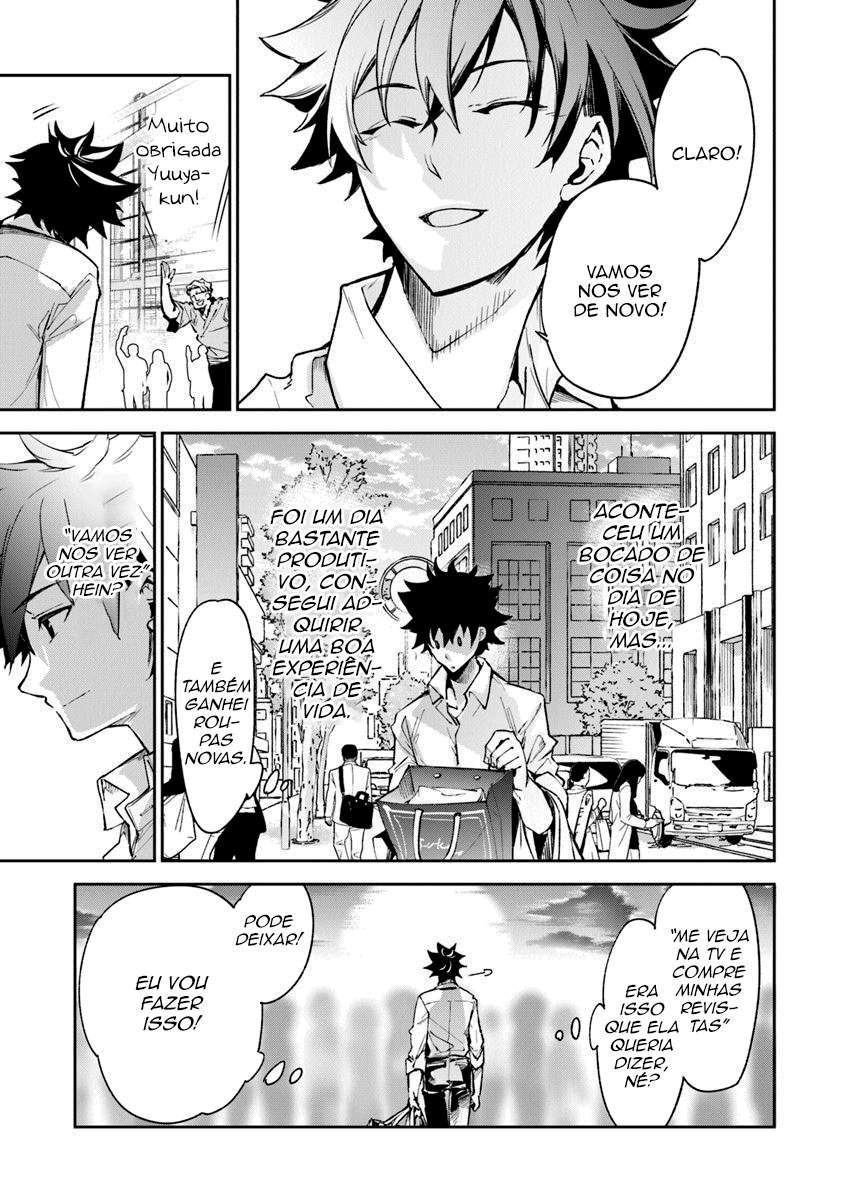 CLARO!
VAMOS
NOS VER
DE NOVO!
Muito
obrigada
Yuuya-
kun!
ACONTE-
CEU UM
BOCADO DE
COISA NO
DIA DE
HOJE,
MAS...
FOI UM DIA
BASTANTE
PRODUTI-
VO. CON-
SEGUI AD-
QUIRIR
UMA BOA
EXPERIÊN-
CIA DE
VIDA.
E
TAMBÉM
GANHEI
ROU-
PAS
NOVAS.
"VAMOS
NOS VER
OUTRA VEZ"
HEIN?
"ME VEJA
NA TV E
COMPRE
MINHAS
REVIS-
TAS"
ERA
ISSO
QUE ELA
QUERIA
DIZER,
NÉ?
PODE
DEIXAR!
EU VOU
FAZER
ISSO!